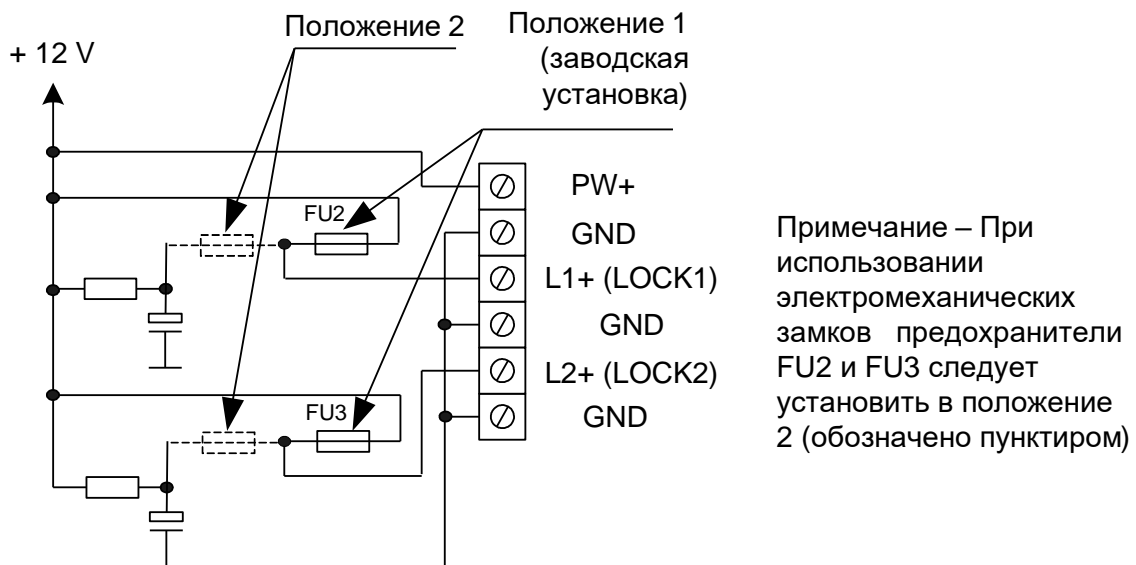 Положение 2
Положение 1
(заводская
установка)
+ 12 V
FU2
PW+
GND
L1+ (LOCK1)
GND
L2+ (LOCK2)
GND
FU3
Примечание – При
использовании
электромеханических
замков предохранители
FU2 и FU3 следует
установить в положение
2 (обозначено пунктиром)